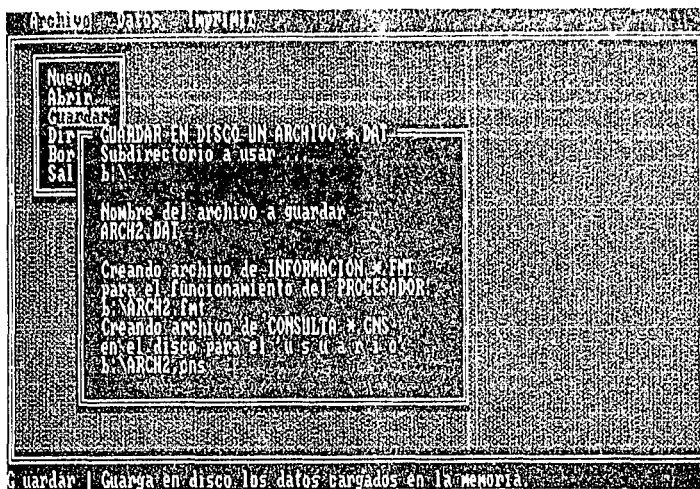 Archivo Datos IMPRIMIR
Nuevo
Abrir
Guardar
Dir
Bor
Sal
GUARDAR EN DISCO UN ARCHIVO *.DAT
Subdirectorio a usar ...
b:\
Nombre del archivo a guardar
ARCH2.DAT
Creando archivo de INFORMACION *.FMT
para el funcionamiento del PROCESADOR
b:\ARCH2.fmt
Creando archivo de CONSULTA *.CNS
en el disco para el u s u a r i o
b:\ARCH2.cns
G uardar | Guarga en disco los datos cargados en la memoria.